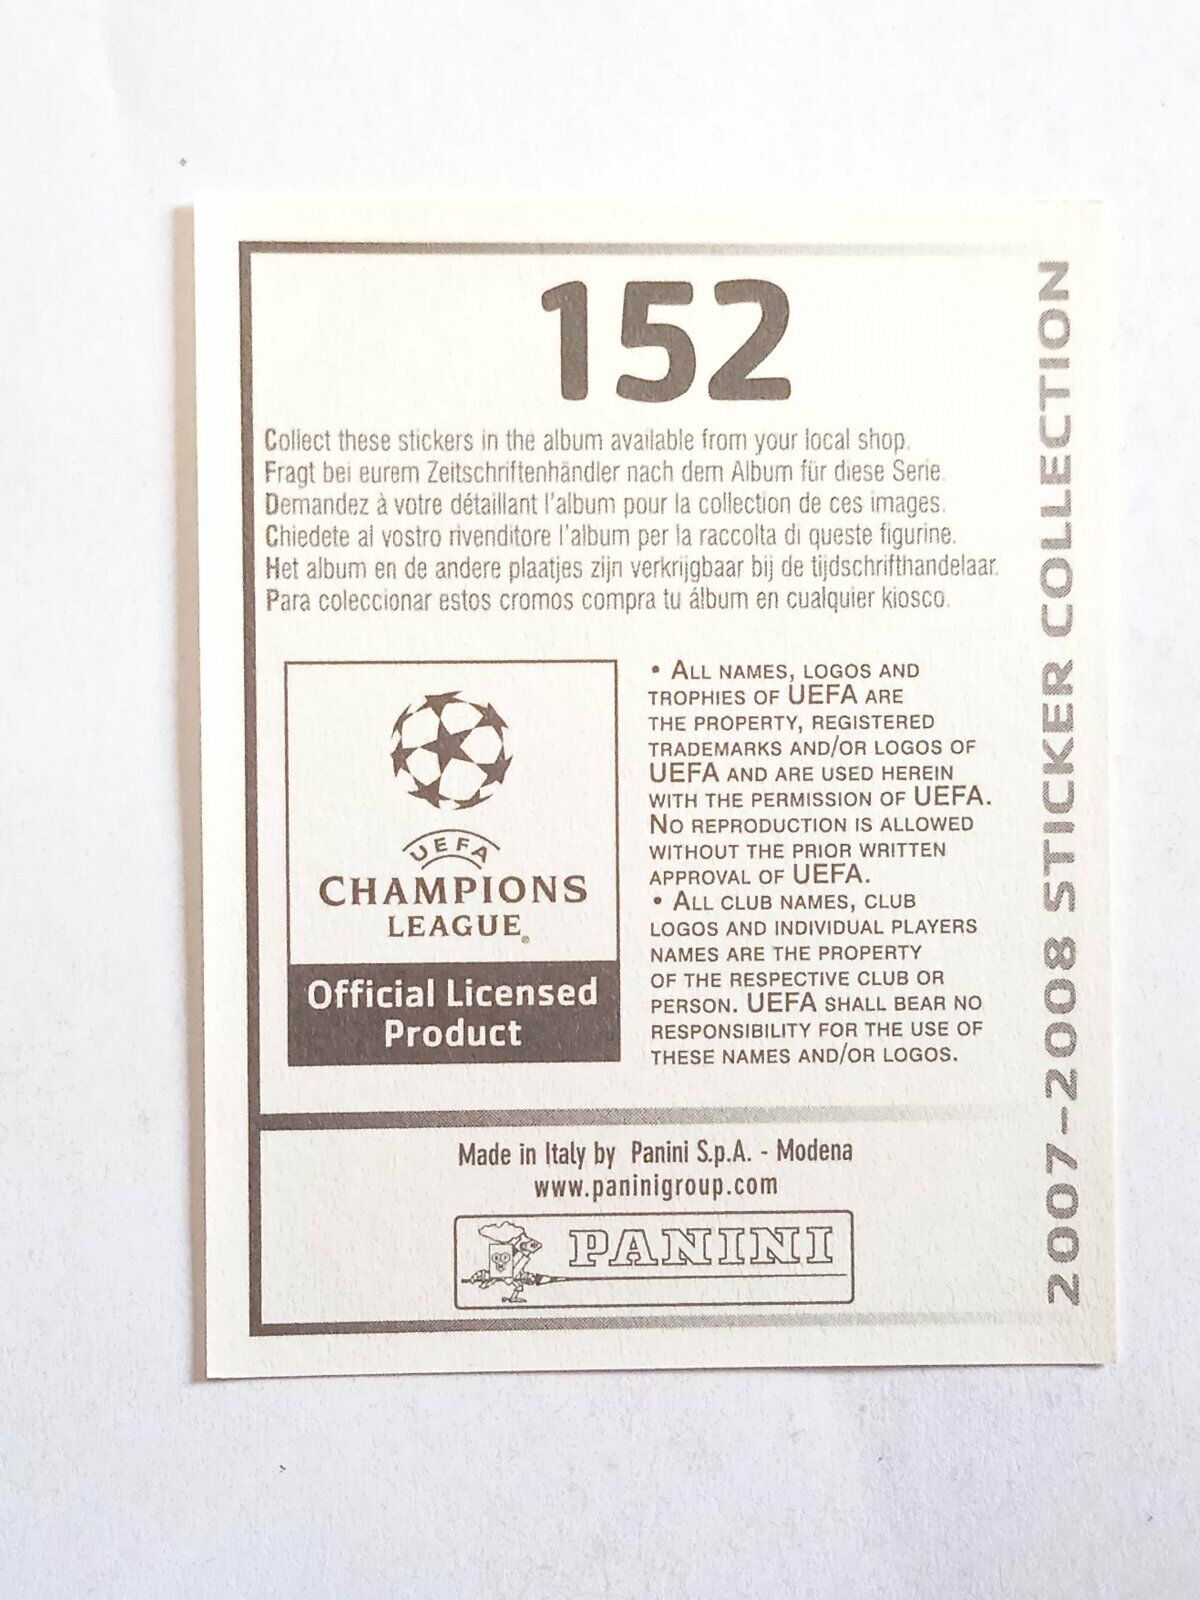 152
Collect these stickers in the album available from your local shop.
Fragt bei eurem Zeitschriftenhändler nach dem Album für diese Serie.
Demandez à votre détaillant l'album pour la collection de ces images.
Chiedete al vostro rivenditore l'album per la raccolta di queste figurine.
Het album en de andere plaatjes zijn verkrijgbaar bij de tijdschrifthandelaar.
Para coleccionar estos cromos compra tu álbum en cualquier kiosco.
UEFA
CHAMPIONS
LEAGUE®
Official Licensed
Product
• ALL NAMES, LOGOS AND
TROPHIES OF UEFA ARE
THE PROPERTY, REGISTERED
TRADEMARKS AND/OR LOGOS OF
UEFA AND ARE USED HEREIN
WITH THE PERMISSION OF UEFA.
NO REPRODUCTION IS ALLOWED
WITHOUT THE PRIOR WRITTEN
APPROVAL OF UEFA.
• ALL CLUB NAMES, CLUB
LOGOS AND INDIVIDUAL PLAYERS
NAMES ARE THE PROPERTY
OF THE RESPECTIVE CLUB OR
PERSON. UEFA SHALL BEAR NO
RESPONSIBILITY FOR THE USE OF
THESE NAMES AND/OR LOGOS.
Made in Italy by Panini S.p.A. - Modena
www.paninigroup.com
PANINI
2007-2008 STICKER COLLECTION